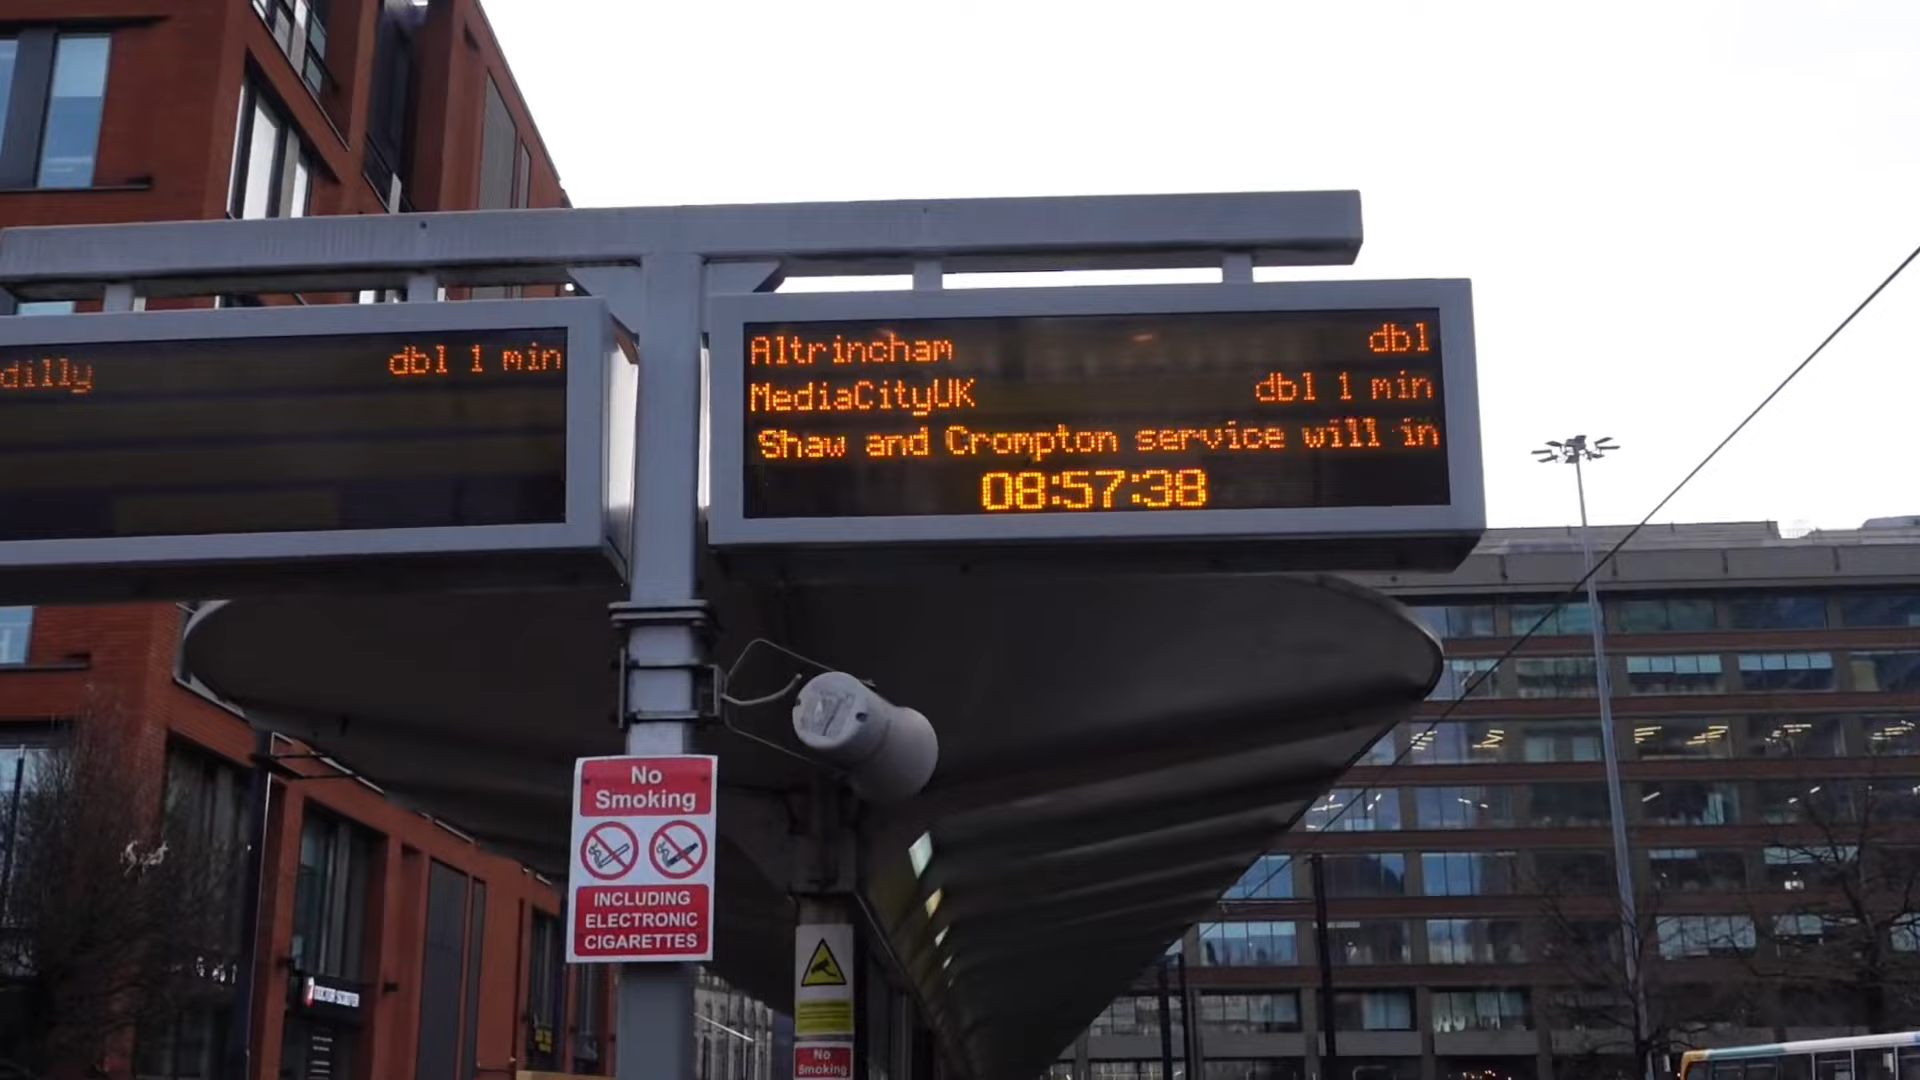 dilly dbl 1 min
Altrincham dbl
MediaCityUK dbl 1 min
Shaw and Crompton service will in
08:57:38
No
Smoking
INCLUDING
ELECTRONIC
CIGARETTES
No
Smoking